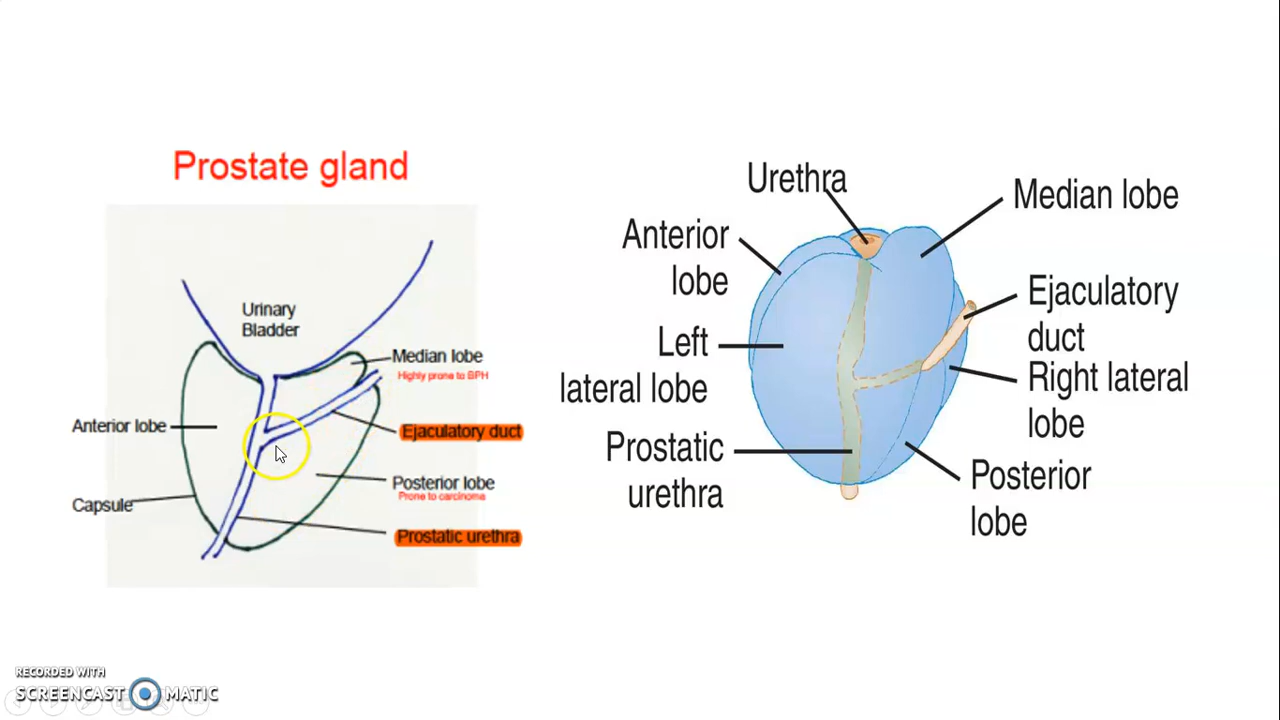 Prostate gland
Urinary
Bladder
Median lobe
Highly prone to BPH
Anterior lobe
Ejaculatory duct
Posterior lobe
Prone to carcinoma
Capsule
Prostatic urethra
Urethra
Median lobe
Anterior
lobe
Ejaculatory
duct
Left
lateral lobe
Right lateral
lobe
Prostatic
urethra
Posterior
lobe
RECORDED WITH
SCREENCAST MATIC